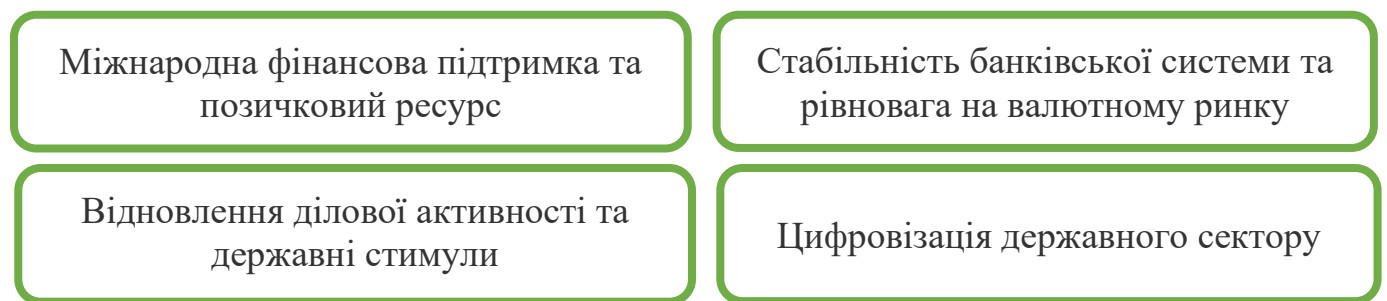 Міжнародна фінансова підтримка та
позичковий ресурс
Стабільність банківської системи та
рівновага на валютному ринку
Відновлення ділової активності та
державні стимули
Цифровізація державного сектору